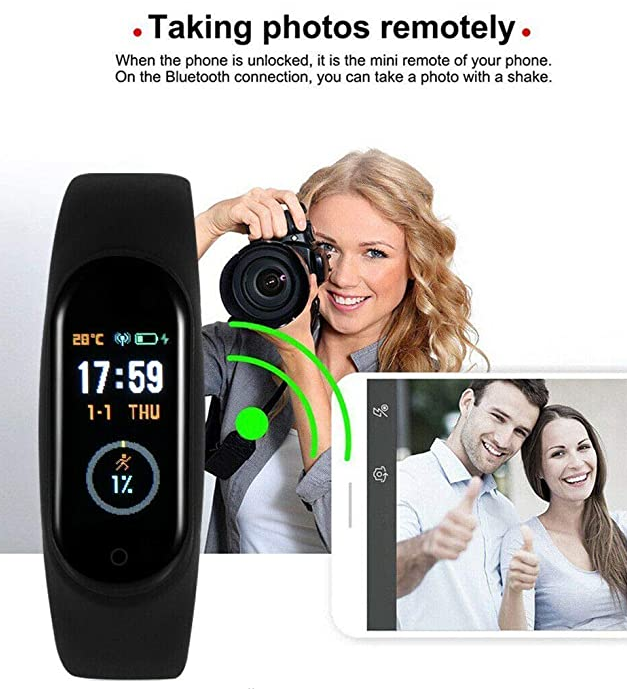 Taking photos remotely
When the phone is unlocked, it is the mini remote of your phone.
On the Bluetooth connection, you can take a photo with a shake.
28°C
17:59
1-1 THU
1%